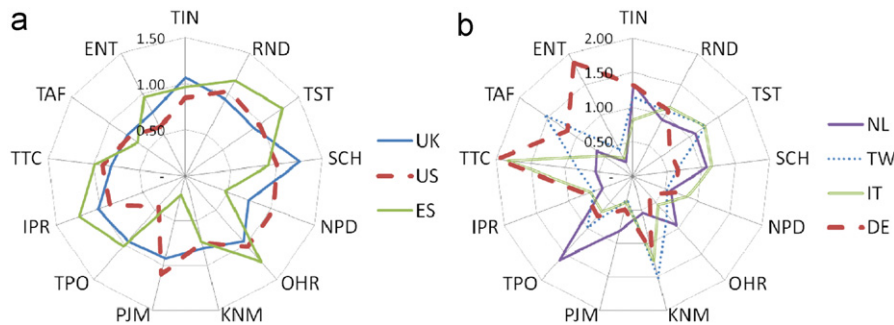 a
TIN
RND
TST
SCH
NPD
OHR
KNM
PJM
TPO
IPR
TTC
TAF
ENT
1.50
1.00
0.50
-
UK
US
ES
b
TIN
RND
TST
SCH
NPD
OHR
KNM
PJM
TPO
IPR
TTC
TAF
ENT
2.00
1.50
1.00
0.50
-
NL
TW
IT
DE